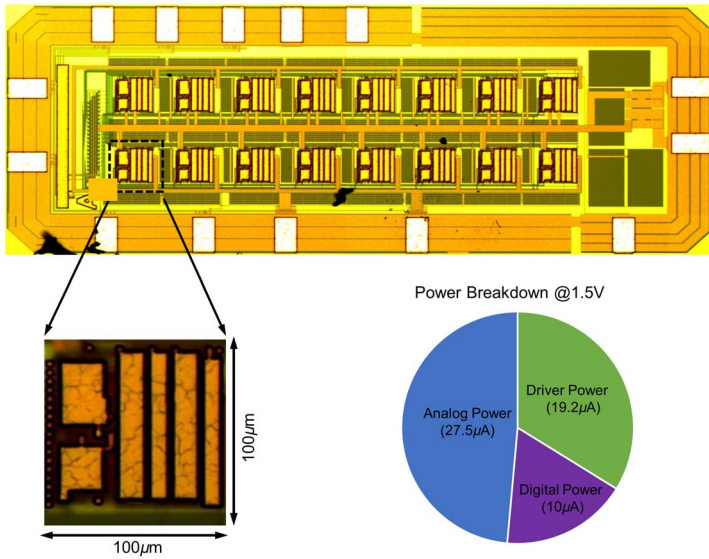 Power Breakdown @1.5V
Analog Power
(27.5µA)
Driver Power
(19.2µA)
Digital Power
(10µA)
100µm
100µm